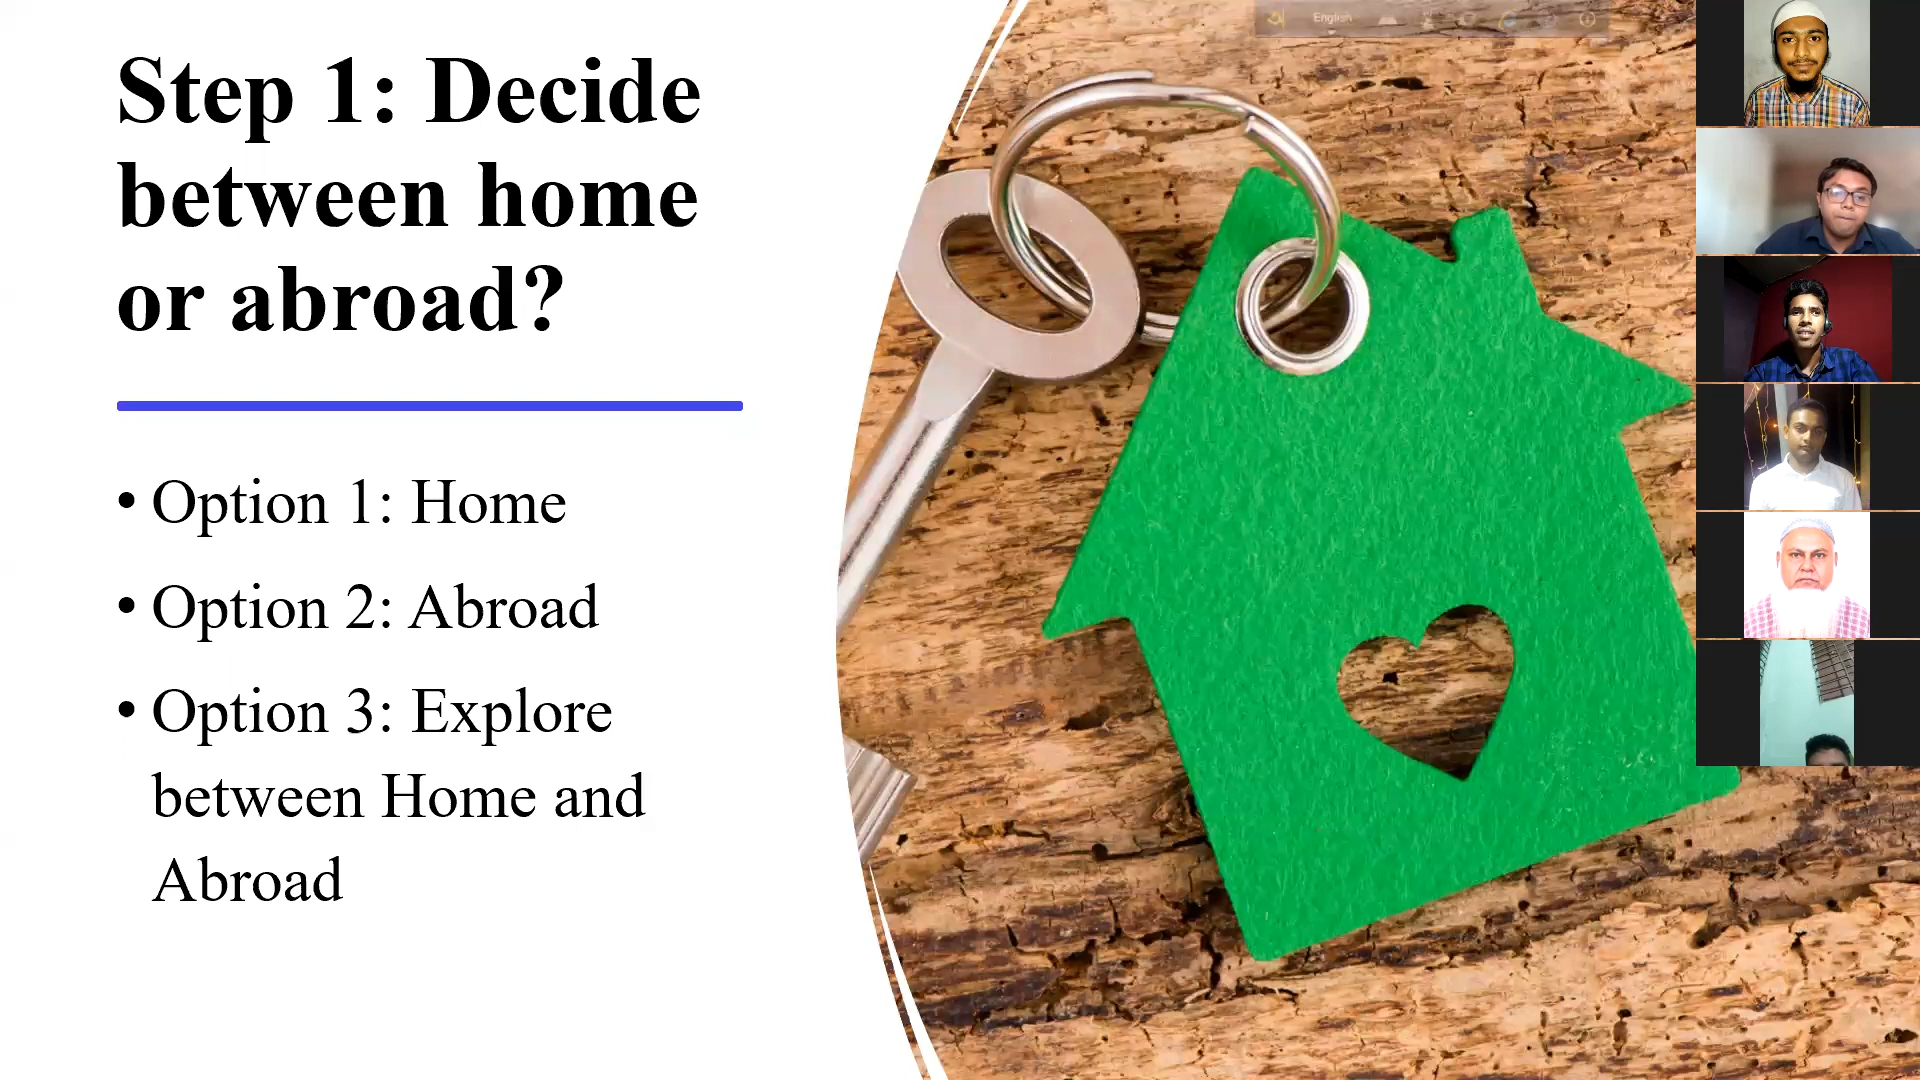 Step 1: Decide
between home
or abroad?
• Option 1: Home
• Option 2: Abroad
• Option 3: Explore
between Home and
Abroad
English